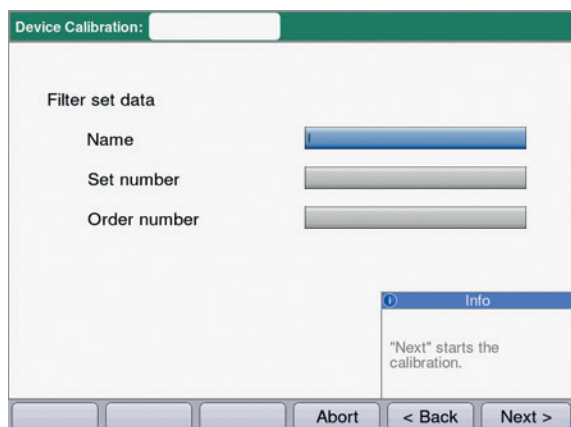 Device Calibration:
Filter set data
Name
Set number
Order number
Info
"Next" starts the
calibration.
Abort
< Back
Next >